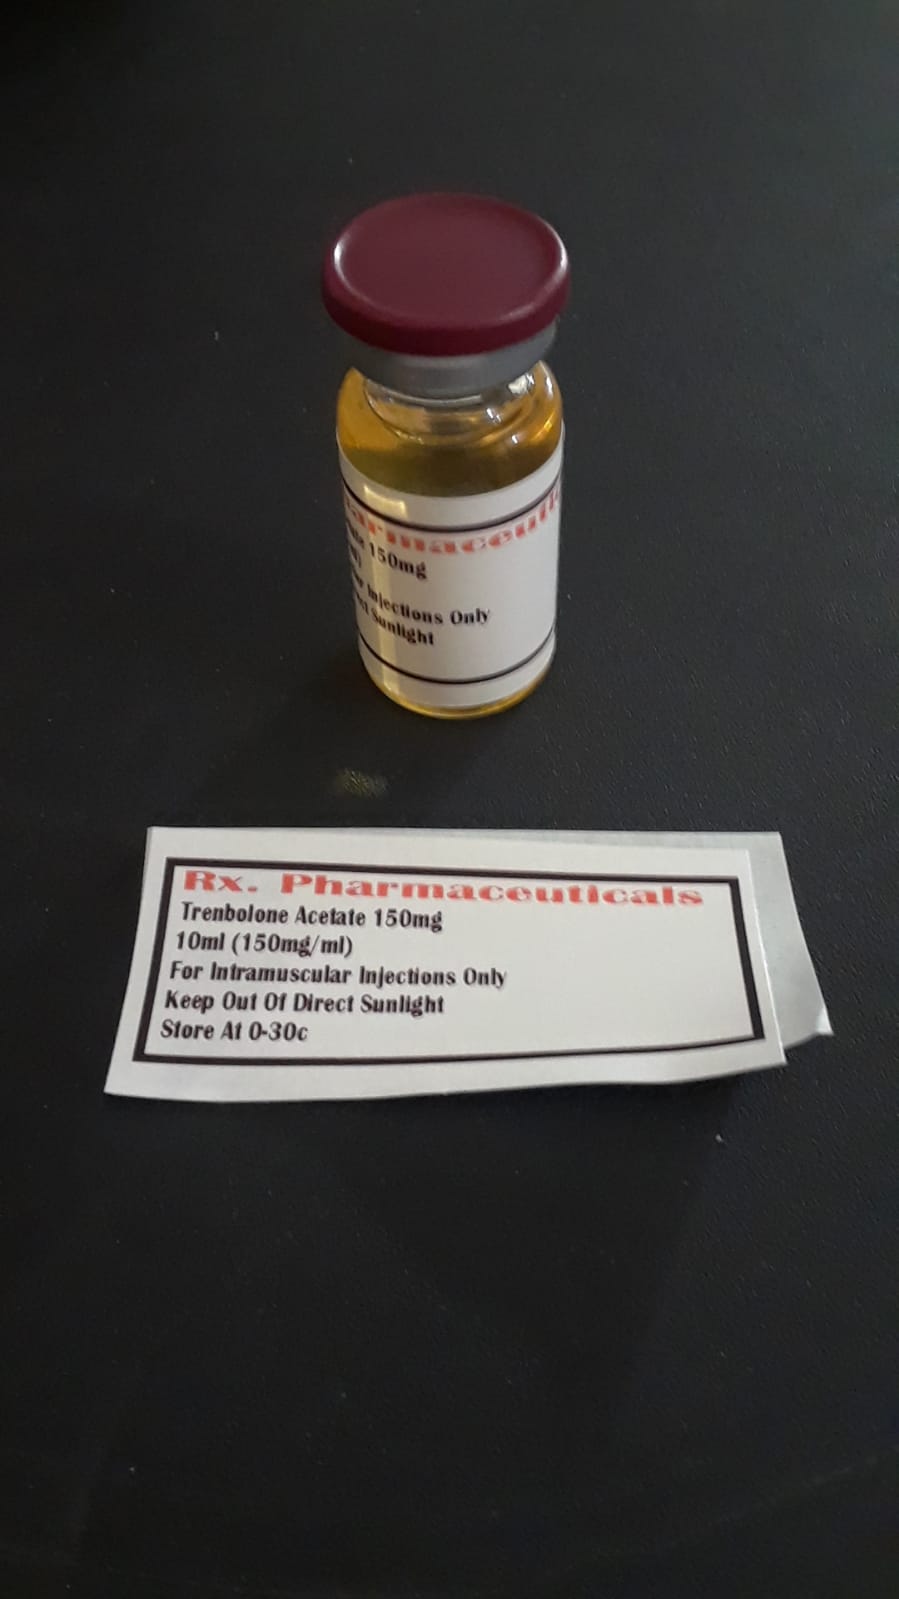 armaceuti
150mg
Injections Only
Sunlight
Rx. Pharmaceuticals
Trenbolone Acetate 150mg
10ml (150mg/ml)
For Intramuscular Injections Only
Keep Out Of Direct Sunlight
Store At 0-30c